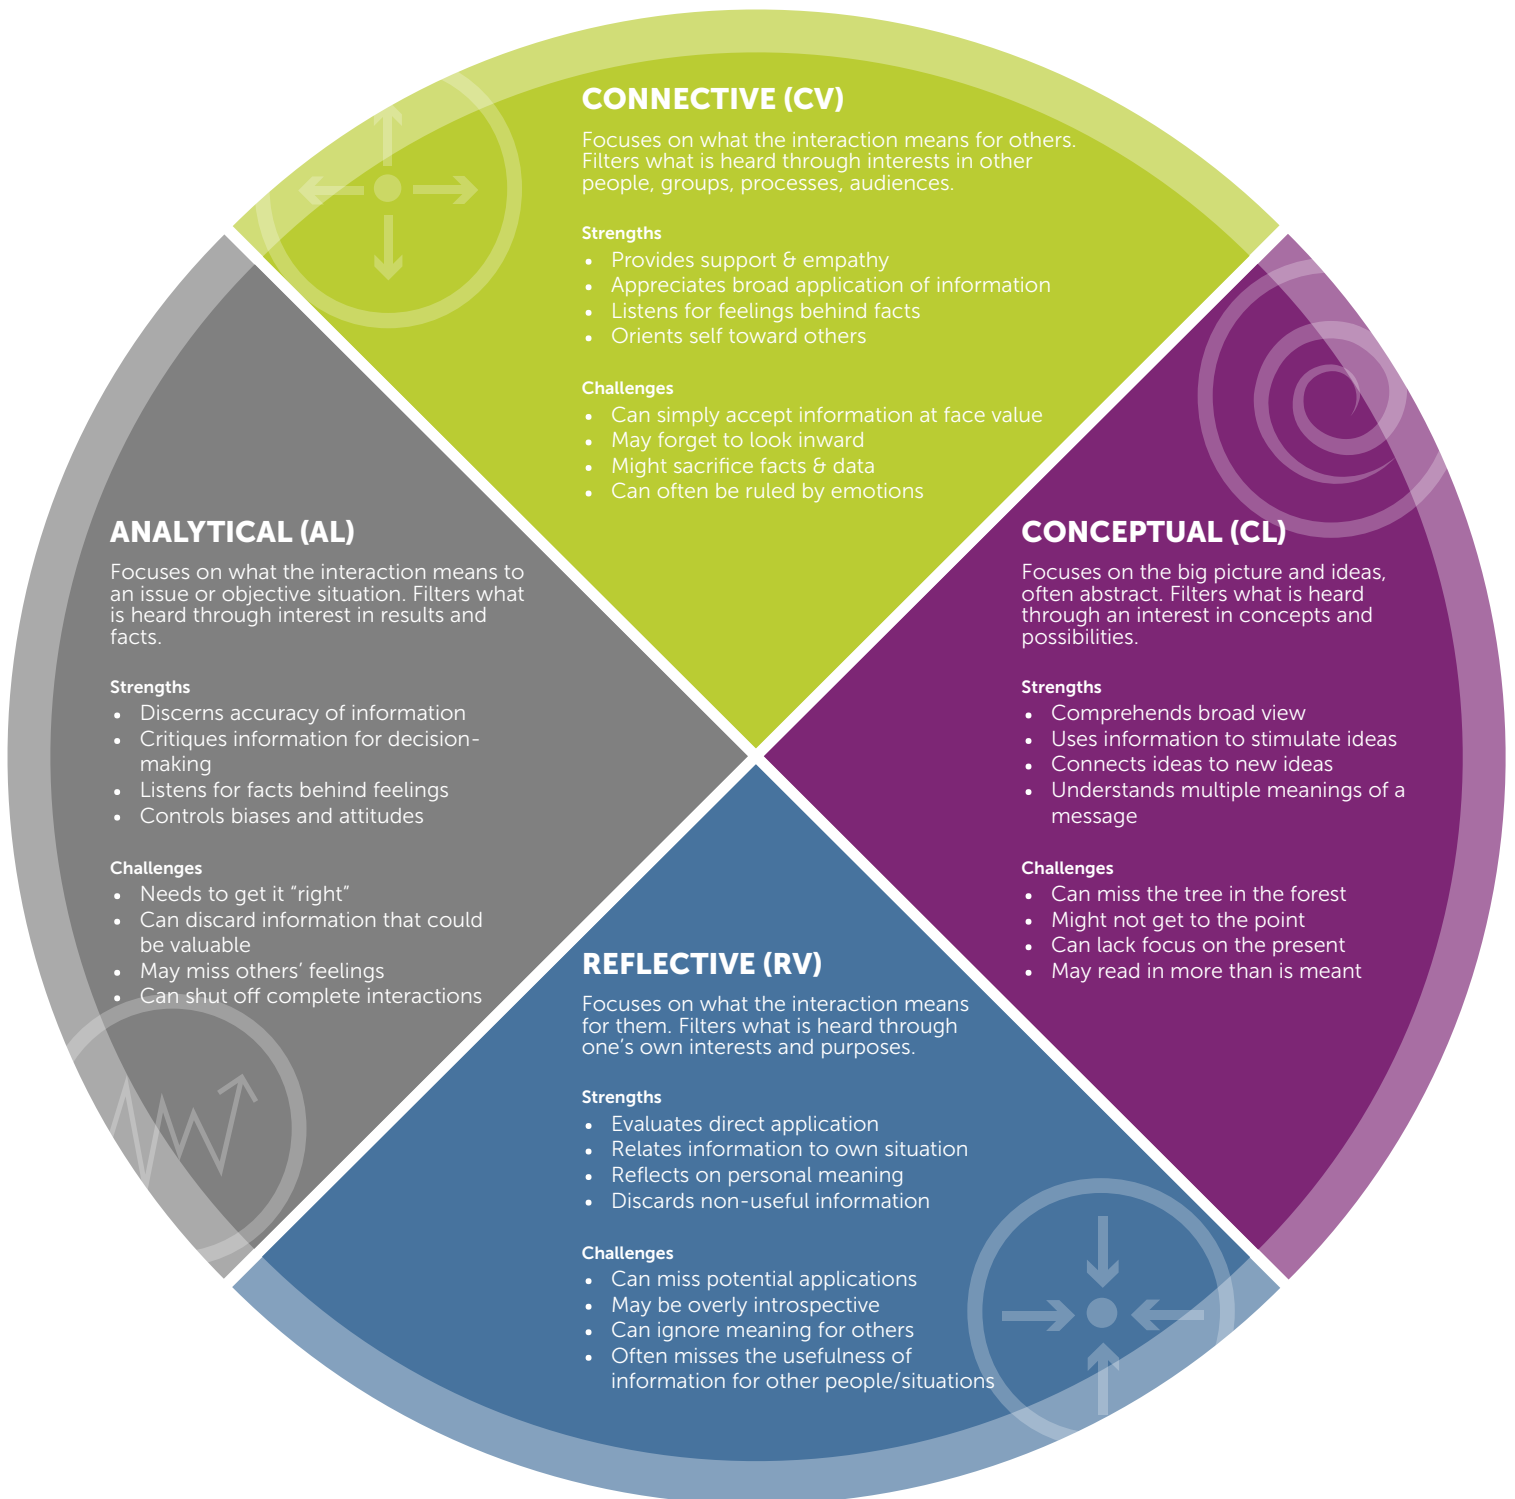 CONNECTIVE (CV)
Focuses on what the interaction means for others.
Filters what is heard through interests in other
people, groups, processes, audiences.
Strengths
• Provides support & empathy
• Appreciates broad application of information
• Listens for feelings behind facts
• Orients self toward others
Challenges
• Can simply accept information at face value
• May forget to look inward
• Might sacrifice facts & data
• Can often be ruled by emotions
ANALYTICAL (AL)
Focuses on what the interaction means to
an issue or objective situation. Filters what
is heard through interest in results and
facts.
Strengths
• Discerns accuracy of information
• Critiques information for decision-
making
• Listens for facts behind feelings
• Controls biases and attitudes
Challenges
• Needs to get it “right”
• Can discard information that could
be valuable
• May miss others’ feelings
• Can shut off complete interactions
CONCEPTUAL (CL)
Focuses on the big picture and ideas,
often abstract. Filters what is heard
through an interest in concepts and
possibilities.
Strengths
• Comprehends broad view
• Uses information to stimulate ideas
• Connects ideas to new ideas
• Understands multiple meanings of a
message
Challenges
• Can miss the tree in the forest
• Might not get to the point
• Can lack focus on the present
• May read in more than is meant
REFLECTIVE (RV)
Focuses on what the interaction means
for them. Filters what is heard through
one’s own interests and purposes.
Strengths
• Evaluates direct application
• Relates information to own situation
• Reflects on personal meaning
• Discards non-useful information
Challenges
• Can miss potential applications
• May be overly introspective
• Can ignore meaning for others
• Often misses the usefulness of
information for other people/situations